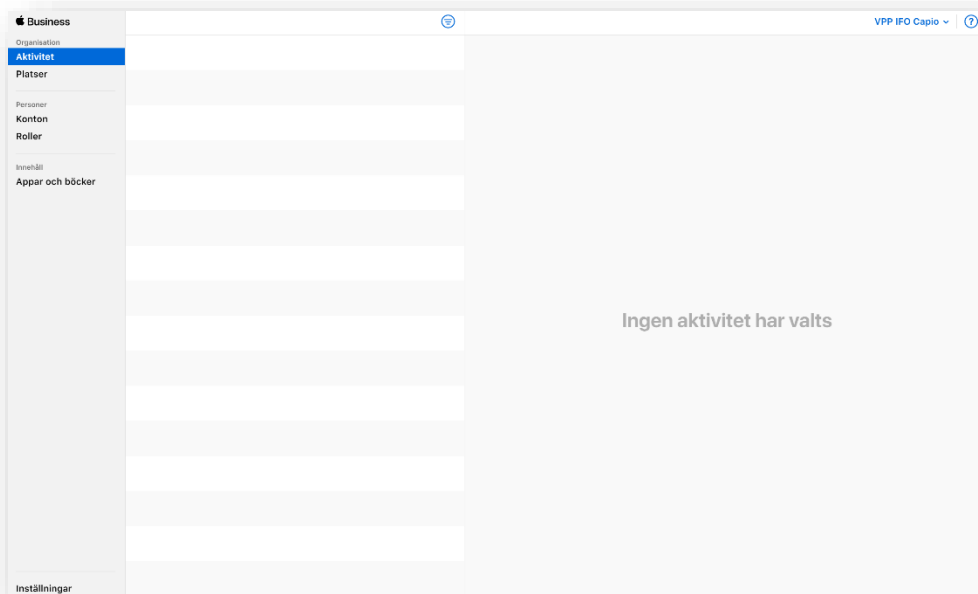 Business
VPP IFO Capio
?
Organisation
Aktivitet
Platser
Personer
Konton
Roller
Innehåll
Appar och böcker
Ingen aktivitet har valts
Inställningar